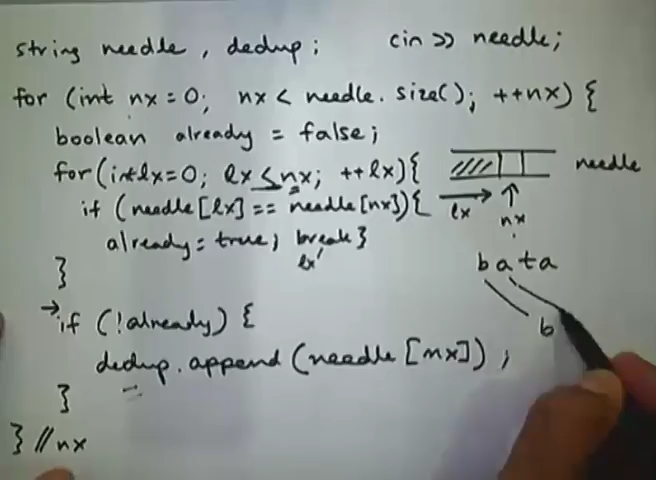 string needle, dedup; cin >> needle;
for (int nx = 0; nx < needle.size(); ++nx) {
boolean already = false;
for(int lx=0; lx < nx; ++lx){
needle
if (needle[lx] == needle[nx]){
lx
nx
already = true; break}
lx
}
bata
if (!already) {
b
dedup.append(needle[nx]);
}
} //nx